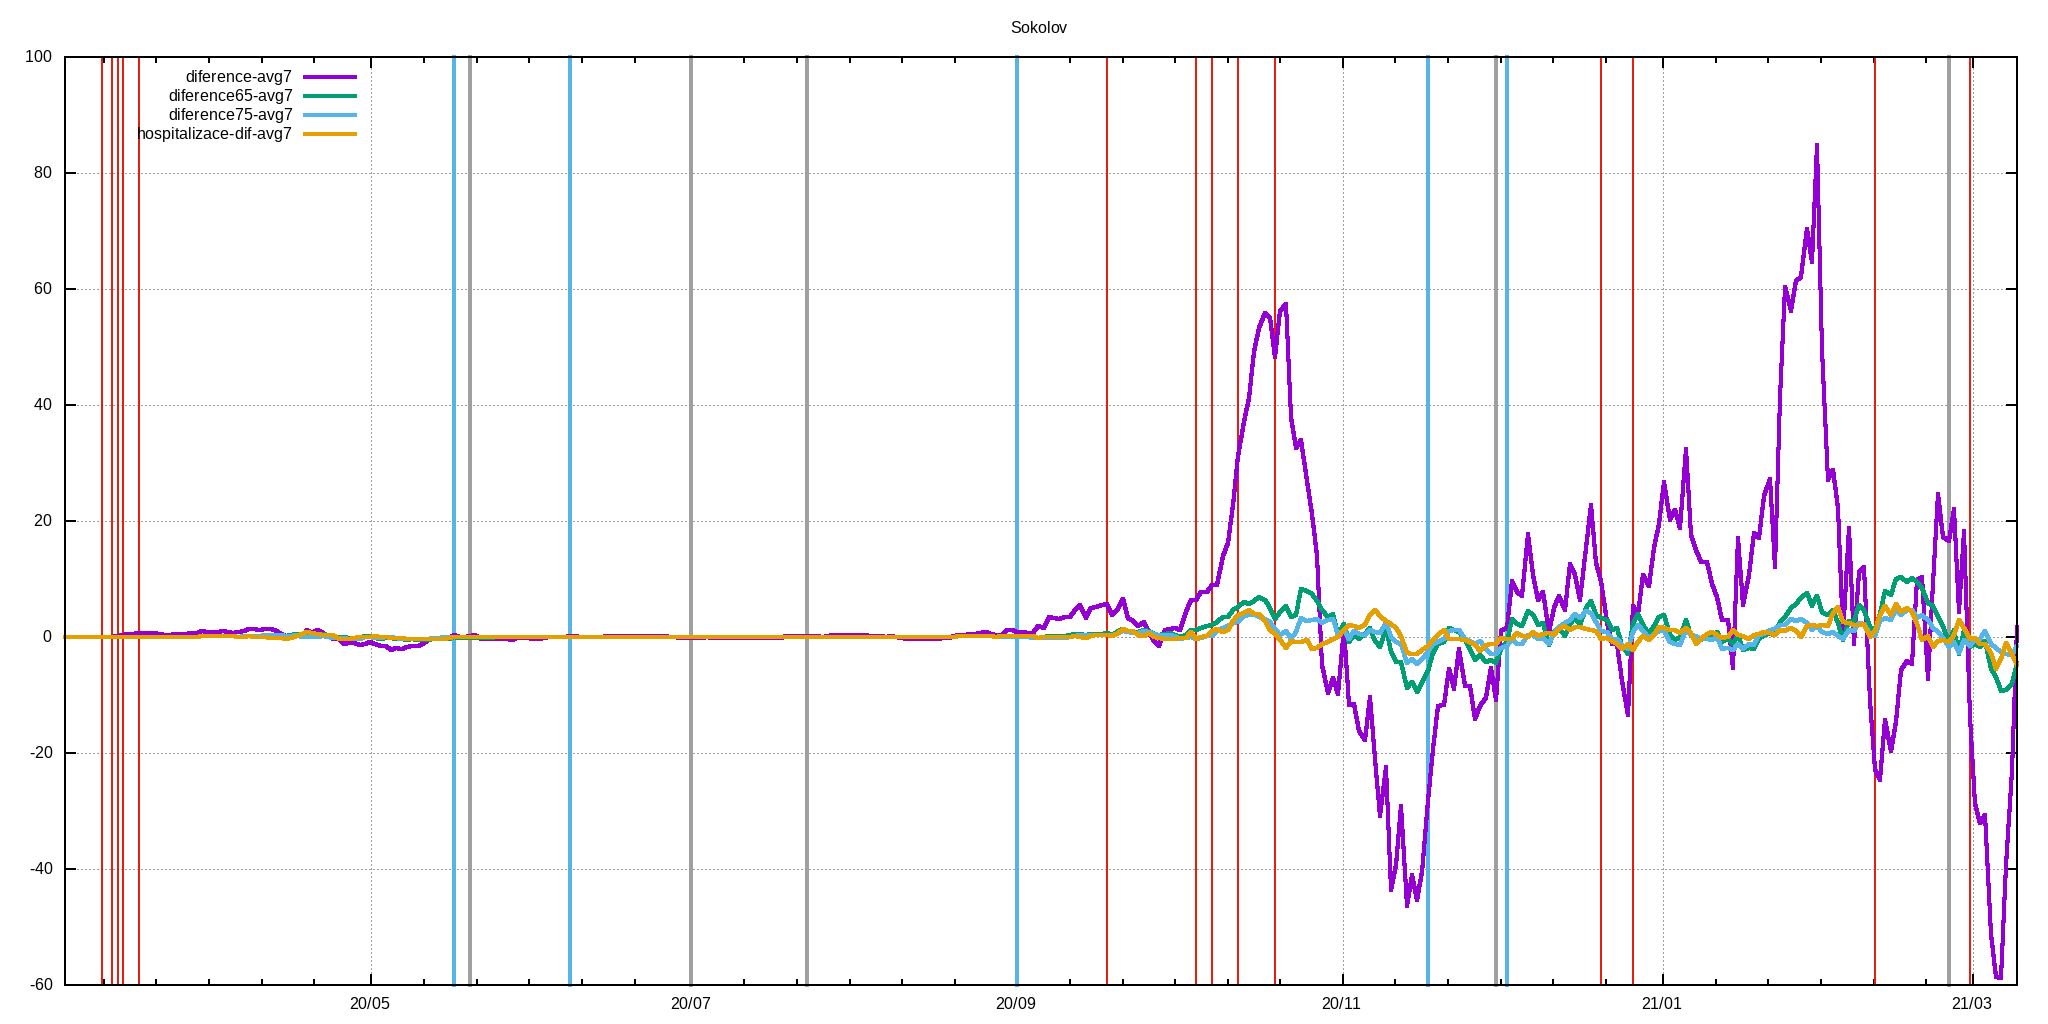 Sokolov
100
80
60
40
20
0
-20
-40
-60
diference-avg7
diference65-avg7
diference75-avg7
hospitalizace-dif-avg7
20/05 20/07 20/09 20/11 21/01 21/03